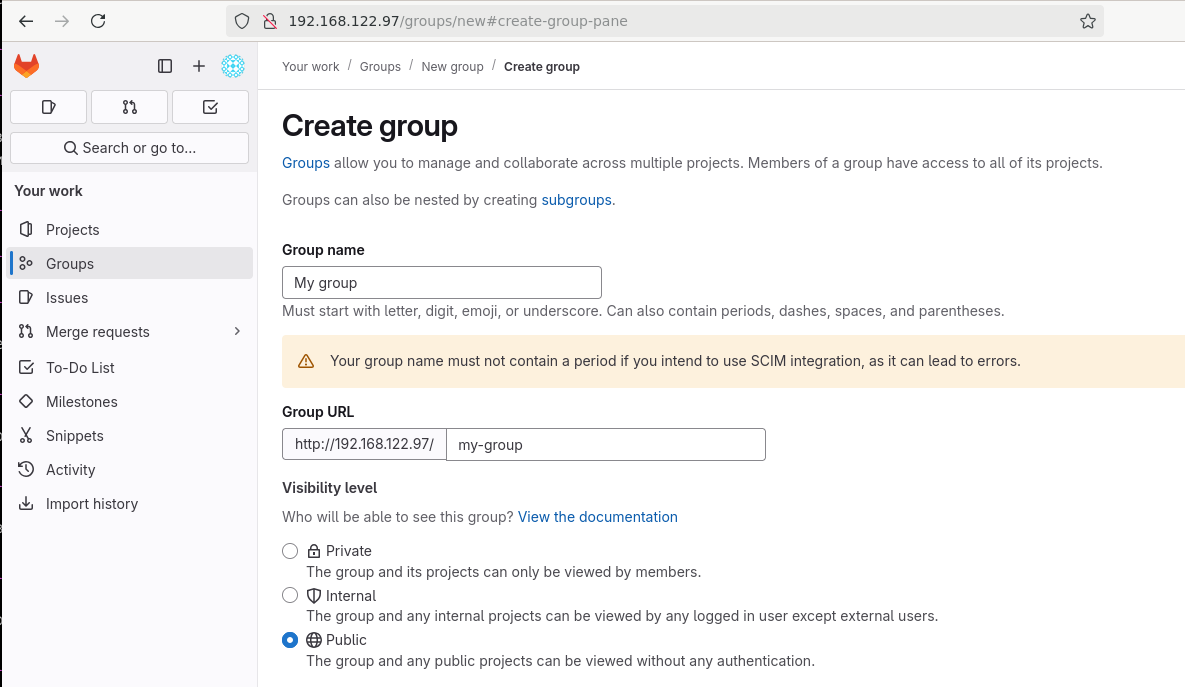 192.168.122.97/groups/new#create-group-pane
Your work / Groups / New group / Create group
Search or go to...
Your work
Projects
Groups
Issues
Merge requests
To-Do List
Milestones
Snippets
Activity
Import history
Create group
Groups allow you to manage and collaborate across multiple projects. Members of a group have access to all of its projects.
Groups can also be nested by creating subgroups.
Group name
My group
Must start with letter, digit, emoji, or underscore. Can also contain periods, dashes, spaces, and parentheses.
Your group name must not contain a period if you intend to use SCIM integration, as it can lead to errors.
Group URL
http://192.168.122.97/ my-group
Visibility level
Who will be able to see this group? View the documentation
Private
The group and its projects can only be viewed by members.
Internal
The group and any internal projects can be viewed by any logged in user except external users.
Public
The group and any public projects can be viewed without any authentication.